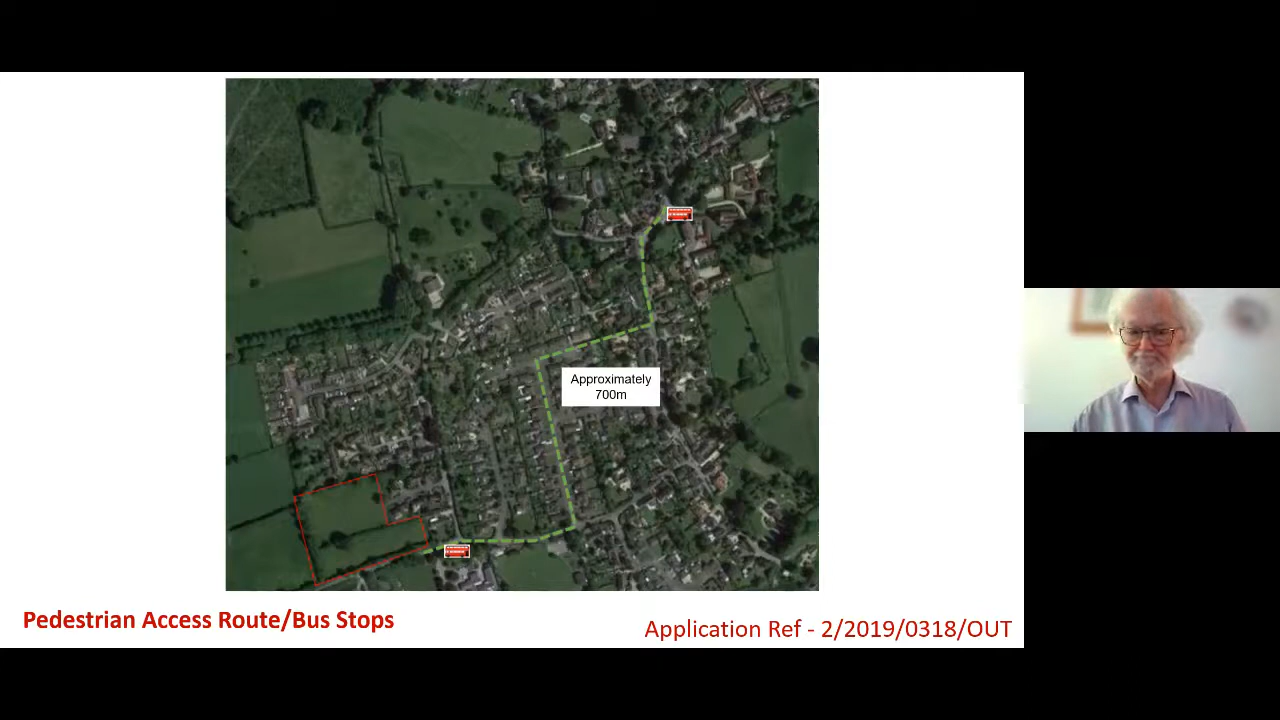 Approximately
700m
Pedestrian Access Route/Bus Stops
Application Ref - 2/2019/0318/OUT